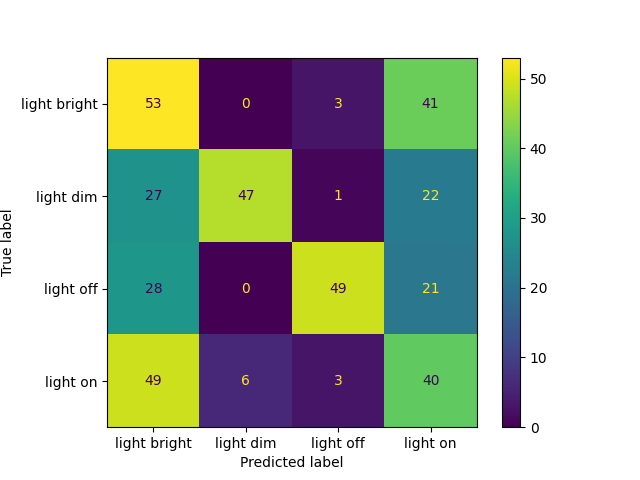 light bright 53 0 3 41
light dim 27 47 1 22
light off 28 0 49 21
light on 49 6 3 40
light bright light dim light off light on
Predicted label
True label
50
40
30
20
10
0